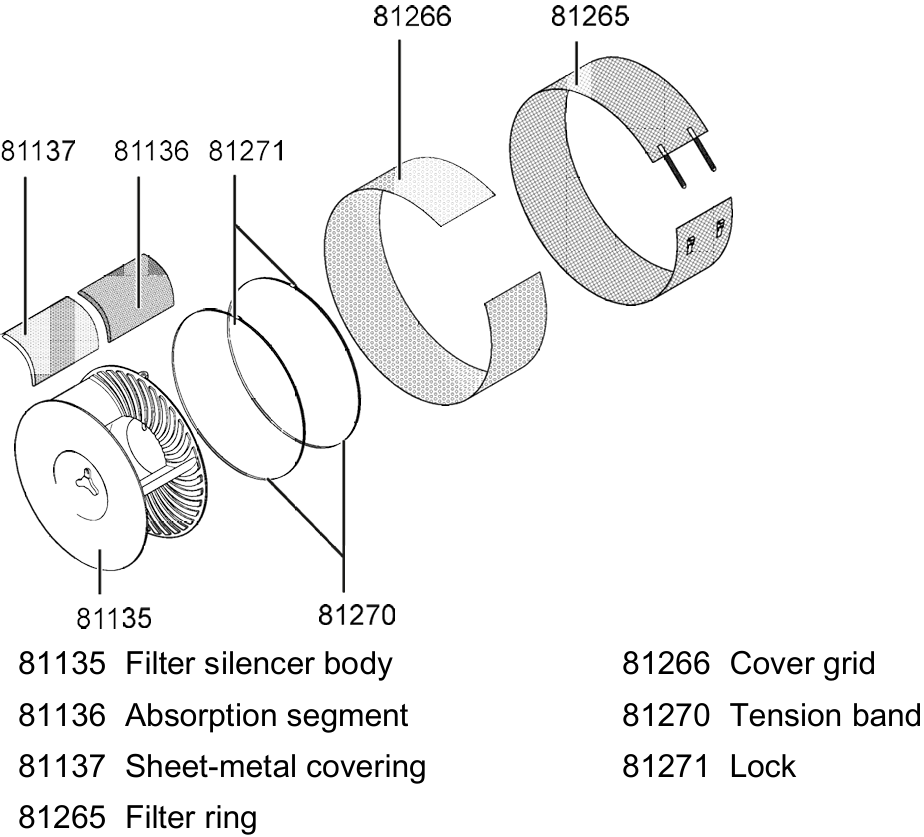 81266
81265
81137
81136
81271
81135
81270
81135 Filter silencer body
81136 Absorption segment
81137 Sheet-metal covering
81265 Filter ring
81266 Cover grid
81270 Tension band
81271 Lock